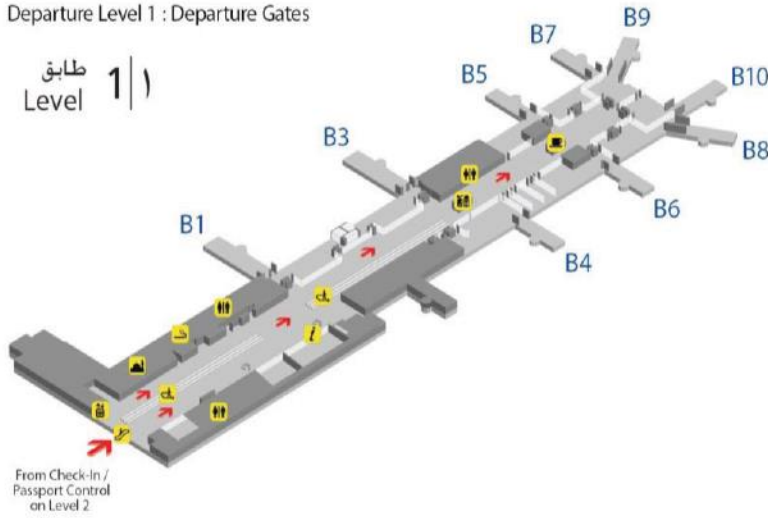 Departure Level 1 : Departure Gates
طابق
Level 1|١
B9
B7
B10
B5
B3
B8
B6
B1
B4
i
From Check-In /
Passport Control
on Level 2